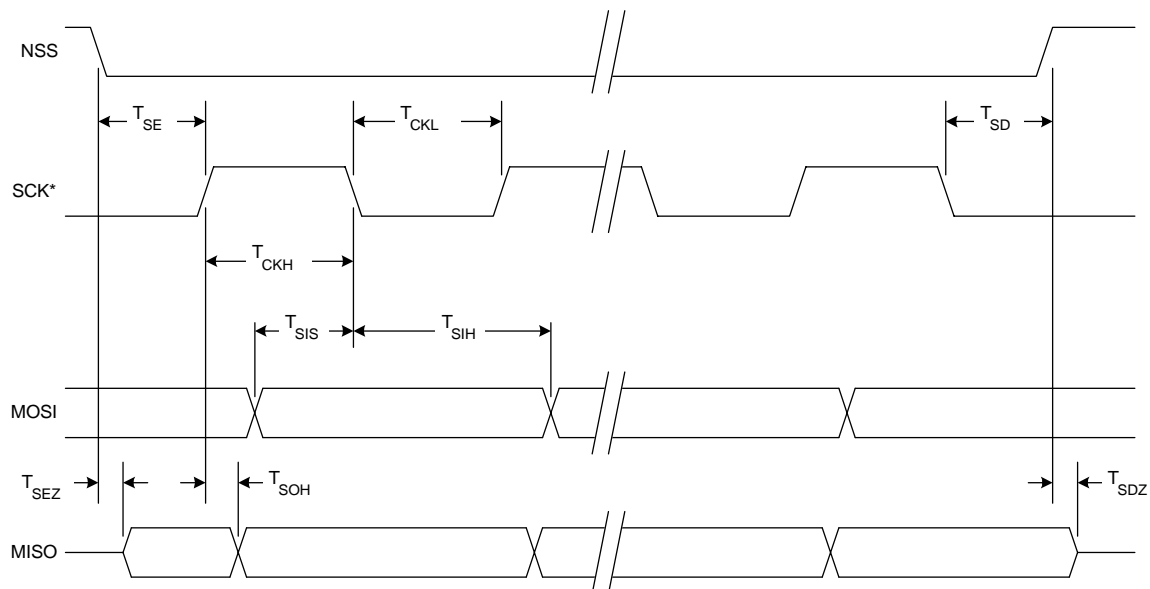 NSS
T_SE
T_CKL
T_SD
SCK*
T_CKH
T_SIS
T_SIH
MOSI
T_SEZ
T_SOH
T_SDZ
MISO